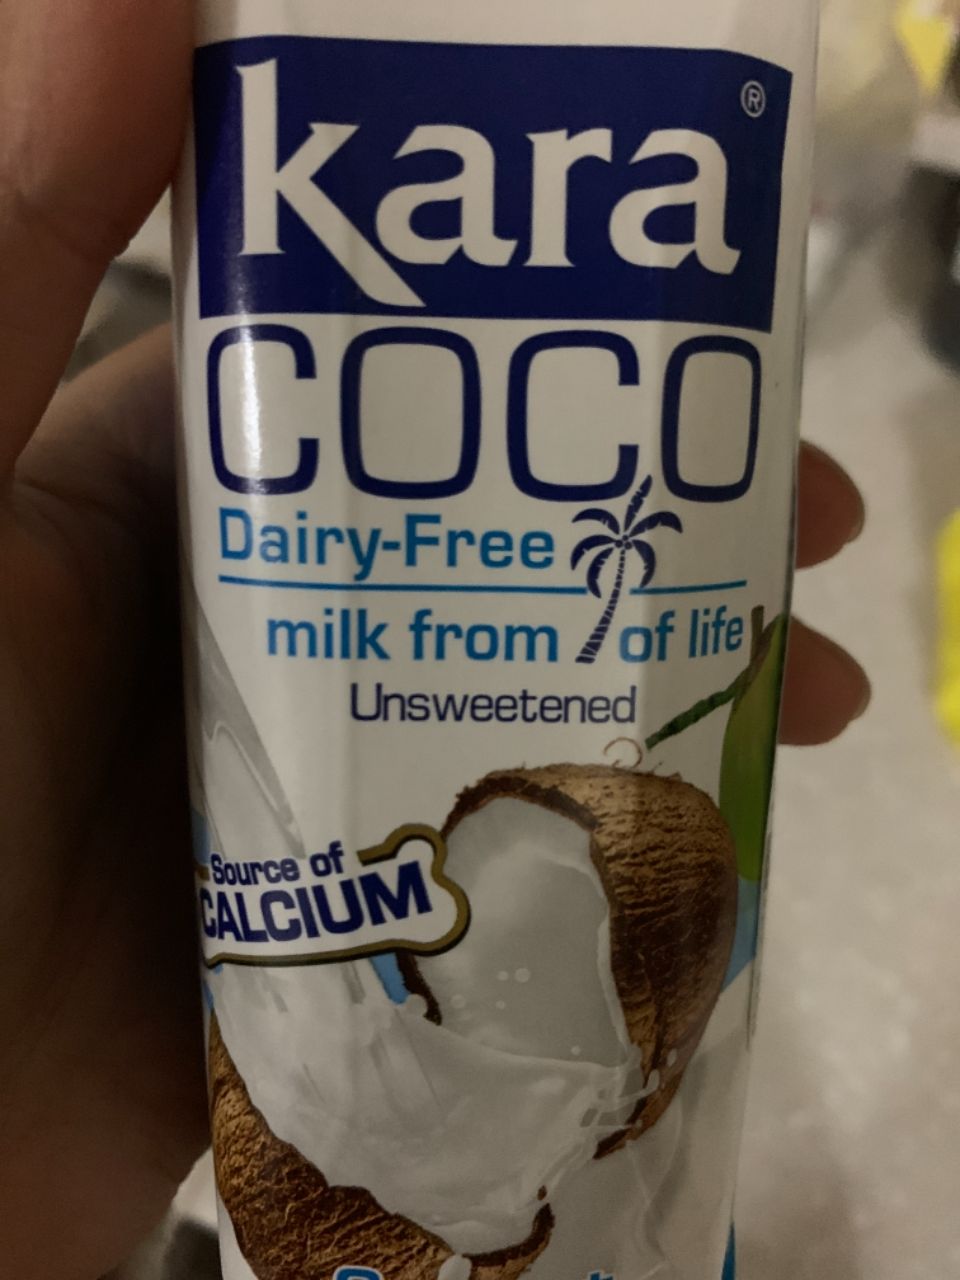 kara®
COCO
Dairy-Free
milk from of life
Unsweetened
Source of
CALCIUM